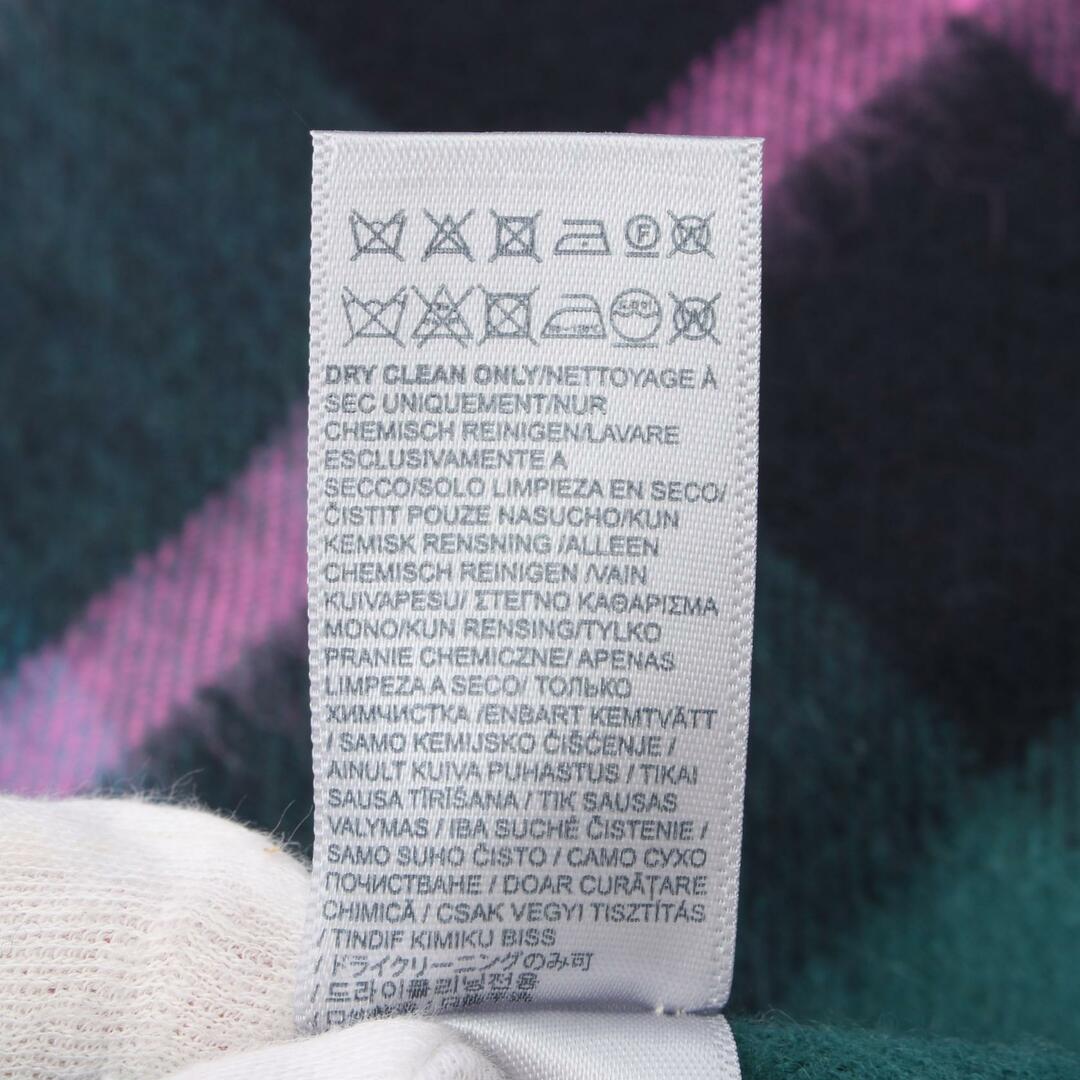 F
DRY CLEAN ONLY/NETTOYAGE À
SEC UNIQUEMENT/NUR
CHEMISCH REINIGEN/LAVARE
ESCLUSIVAMENTE A
SECCO/SOLO LIMPIEZA EN SECO/
ČISTIT POUZE NASUCHO/KUN
KEMISK RENSNING /ALLEEN
CHEMISCH REINIGEN /VAIN
KUIVAPESU/ ΣΤΕΓΝΟ ΚΑΘΑΡΙΣΜΑ
ΜΟΝΟ/KUN RENSING/TYLKO
PRANIE CHEMICZNE/ APENAS
LIMPEZA A SECO/ ТОЛЬКО
ХИМЧИСТКА /ENBART KEMTVÄTT
/ SAMO KEMIJSKO ČIŠĆENJE /
AINULT KUIVA PUHASTUS / TIKAI
SAUSA TĪRĪŠANA / TIK SAUSAS
VALYMAS / IBA SUCHÉ ČISTENIE /
SAMO SUHO ČISTO / САМО СУХО
ПОЧИСТВАНЕ / DOAR CURĂȚARE
CHIMICĂ / CSAK VEGYI TISZTÍTÁS
/ TINDIF KIMIKU BISS
/ ドライクリーニングのみ可
/ 드라이클리닝전용